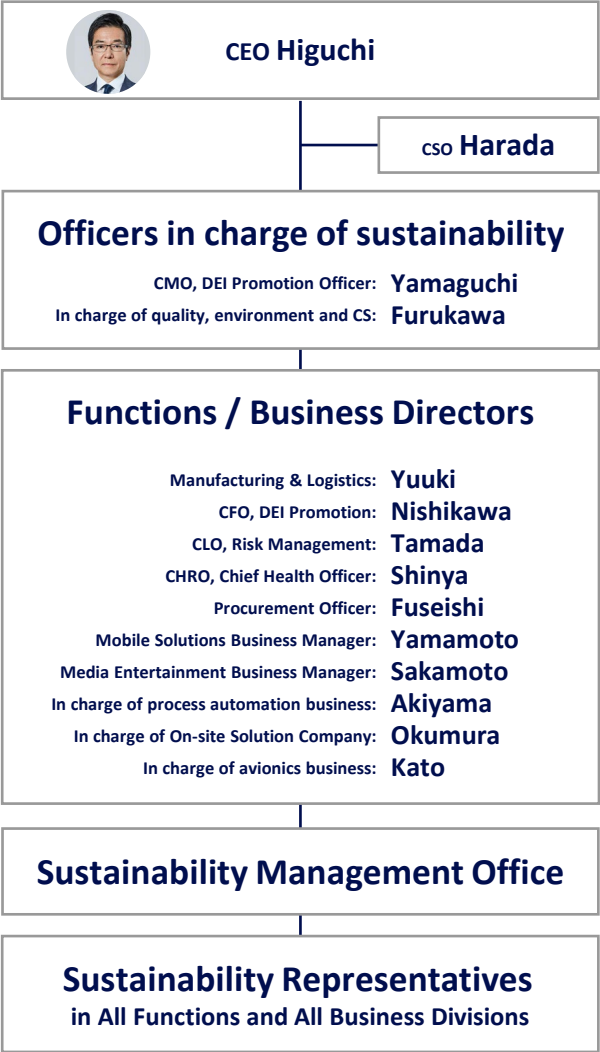 CEO Higuchi
CSO Harada
Officers in charge of sustainability
CMO, DEI Promotion Officer: Yamaguchi
In charge of quality, environment and CS: Furukawa
Functions / Business Directors
Manufacturing & Logistics: Yuuki
CFO, DEI Promotion: Nishikawa
CLO, Risk Management: Tamada
CHRO, Chief Health Officer: Shinya
Procurement Officer: Fuseishi
Mobile Solutions Business Manager: Yamamoto
Media Entertainment Business Manager: Sakamoto
In charge of process automation business: Akiyama
In charge of On-site Solution Company: Okumura
In charge of avionics business: Kato
Sustainability Management Office
Sustainability Representatives
in All Functions and All Business Divisions